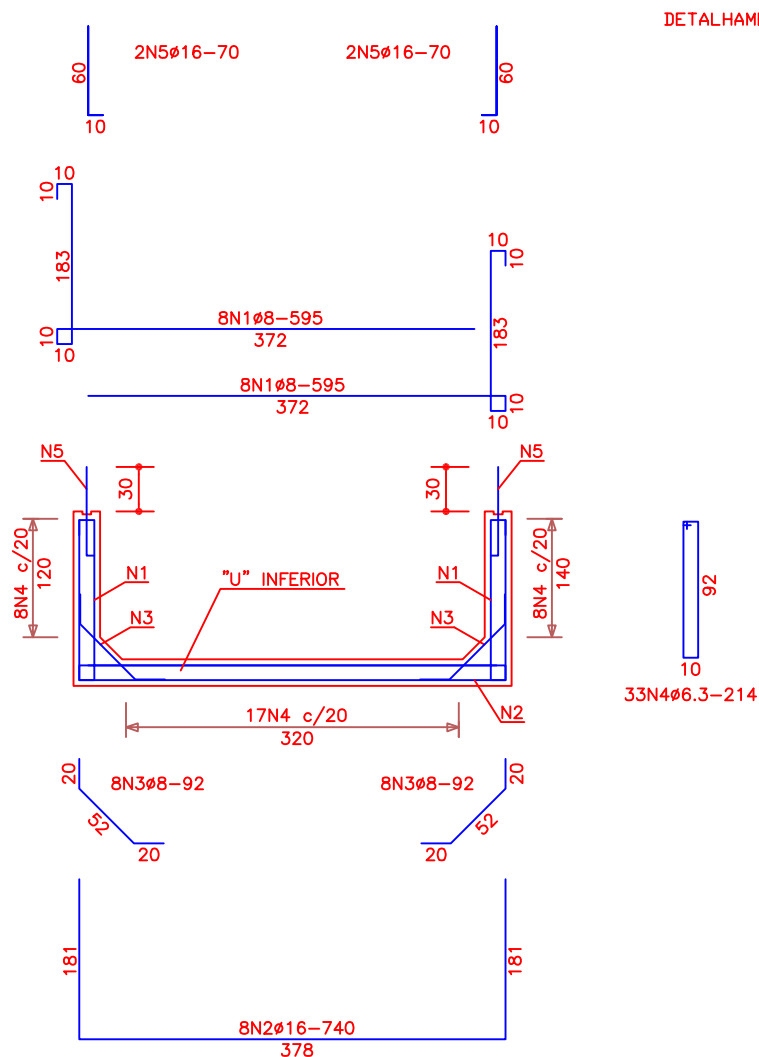 DETALHAM
2N5ø16-70
2N5ø16-70
60
60
10
10
10
10
183
10
10
183
8N1ø8-595
372
10
10
8N1ø8-595
372
10
10
N5
N5
30
30
8N4 c/20
120
8N4 c/20
140
N1
"U" INFERIOR
N1
N3
N3
92
10
33N4ø6.3-214
17N4 c/20
320
N2
20
8N3ø8-92
8N3ø8-92
20
52
52
20
20
181
181
8N2ø16-740
378